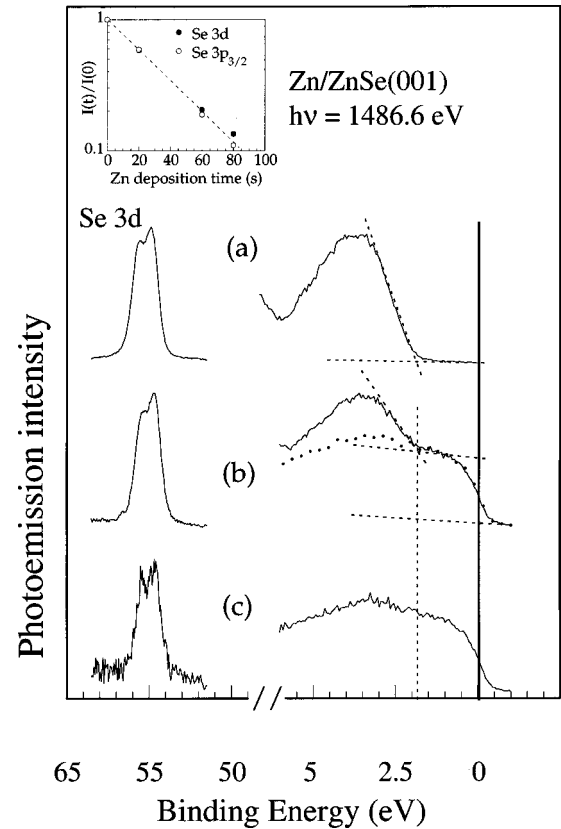 1
I(t)/I(0)
0.1
Se 3d
Se 3p3/2
0 20 40 60 80 100
Zn deposition time (s)
Zn/ZnSe(001)
hν = 1486.6 eV
Se 3d
(a)
(b)
(c)
Photoemission intensity
65 55 50 5 2.5 0
Binding Energy (eV)